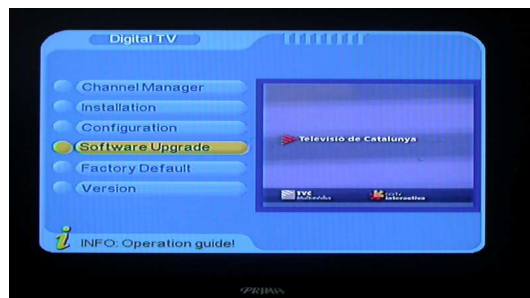 Digital TV
Channel Manager
Installation
Configuration
Software Upgrade
Factory Default
Version
Televisió de Catalunya
TVC
Multimèdia
interactiva
INFO: Operation guide!
PRIMA